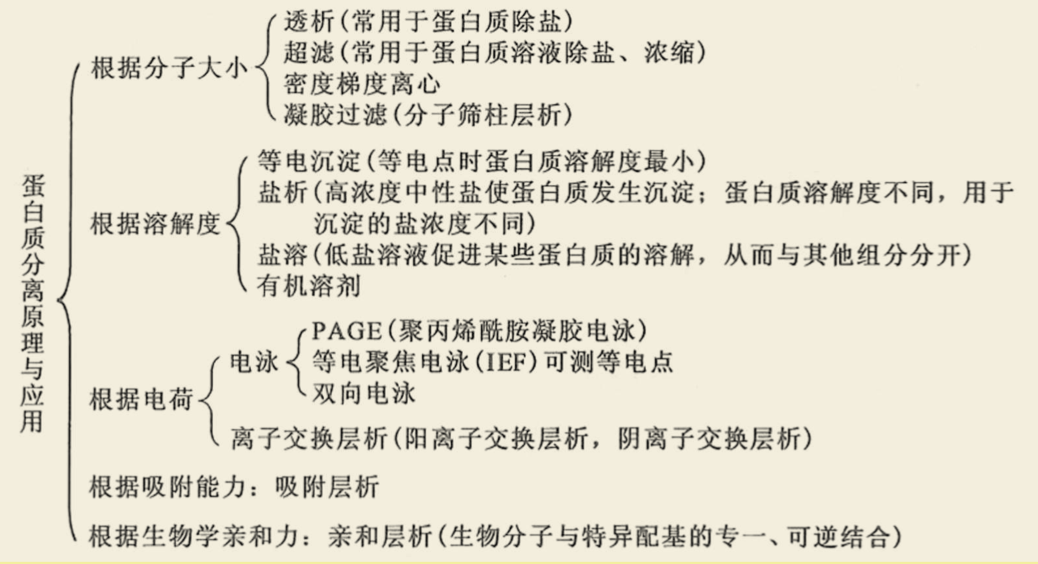 蛋白质分离原理与应用
根据分子大小
透析(常用于蛋白质除盐)
超滤(常用于蛋白质溶液除盐、浓缩)
密度梯度离心
凝胶过滤(分子筛柱层析)
根据溶解度
等电沉淀(等电点时蛋白质溶解度最小)
盐析(高浓度中性盐使蛋白质发生沉淀；蛋白质溶解度不同，用于
沉淀的盐浓度不同)
盐溶(低盐溶液促进某些蛋白质的溶解，从而与其他组分分开)
有机溶剂
根据电荷
电泳
PAGE(聚丙烯酰胺凝胶电泳)
等电聚焦电泳(IEF)可测等电点
双向电泳
离子交换层析(阳离子交换层析，阴离子交换层析)
根据吸附能力：吸附层析
根据生物学亲和力：亲和层析(生物分子与特异配基的专一、可逆结合)